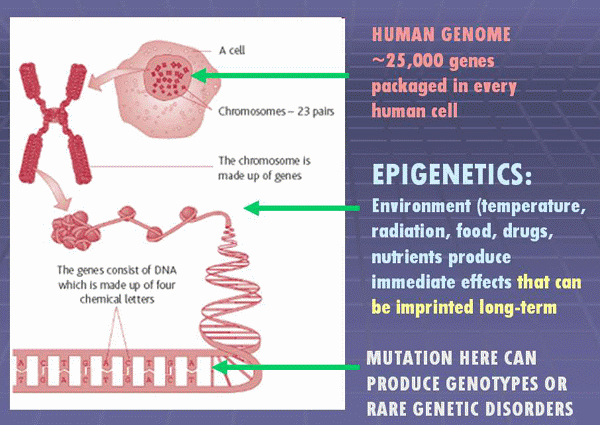 A cell
Chromosomes - 23 pairs
The chromosome is
made up of genes
The genes consist of DNA
which is made up of four
chemical letters
HUMAN GENOME
~25,000 genes
packaged in every
human cell
EPIGENETICS:
Environment (temperature,
radiation, food, drugs,
nutrients produce
immediate effects that can
be imprinted long-term
MUTATION HERE CAN
PRODUCE GENOTYPES OR
RARE GENETIC DISORDERS